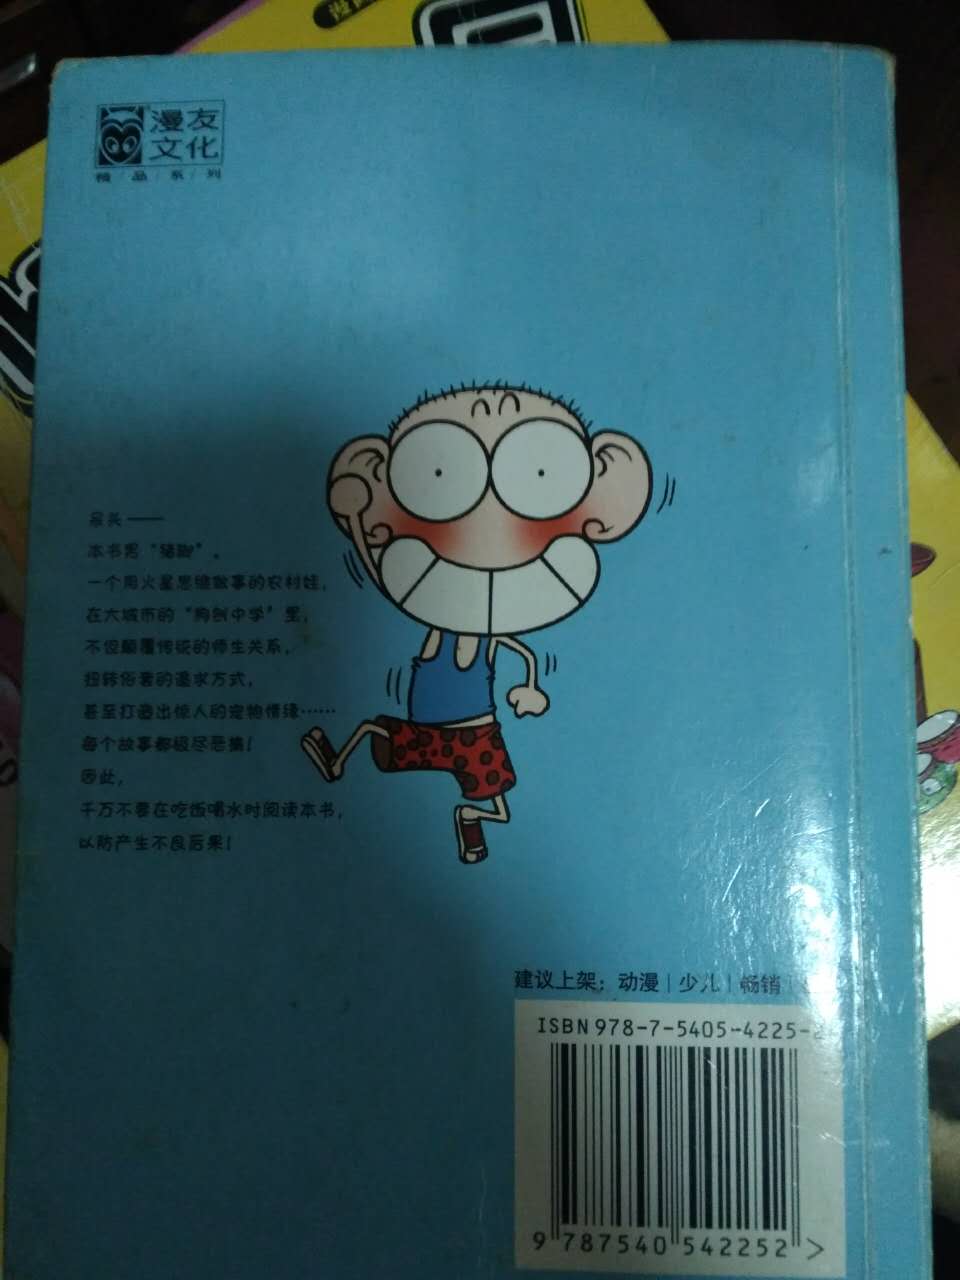 漫友
文化
精/品/系/列
呆头——
本书男“猪脚”。
一个用火星思维做事的农村娃,
在大城市的“狗剑中学”里,
不但颠覆传统的师生关系,
扭转俗套的追求方式,
甚至打造出惊人的宠物情缘……
每个故事都极尽恶搞!
因此,
千万不要在吃饭喝水时阅读本书,
以防产生不良后果!
建议上架: 动漫|少儿|畅销
ISBN 978-7-5405-4225-2
9 787540 542252 >